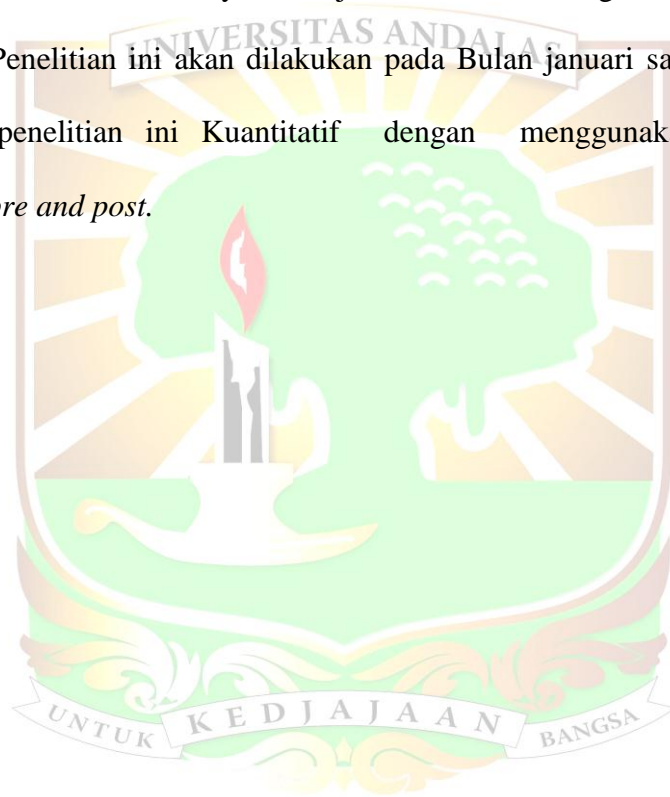 UNIVERSITAS ANDALAS
Penelitian ini akan dilakukan pada Bulan januari sa
penelitian ini Kuantitatif dengan menggunak
pre and post.
UNTUK KEDJAJAAN BANGSA